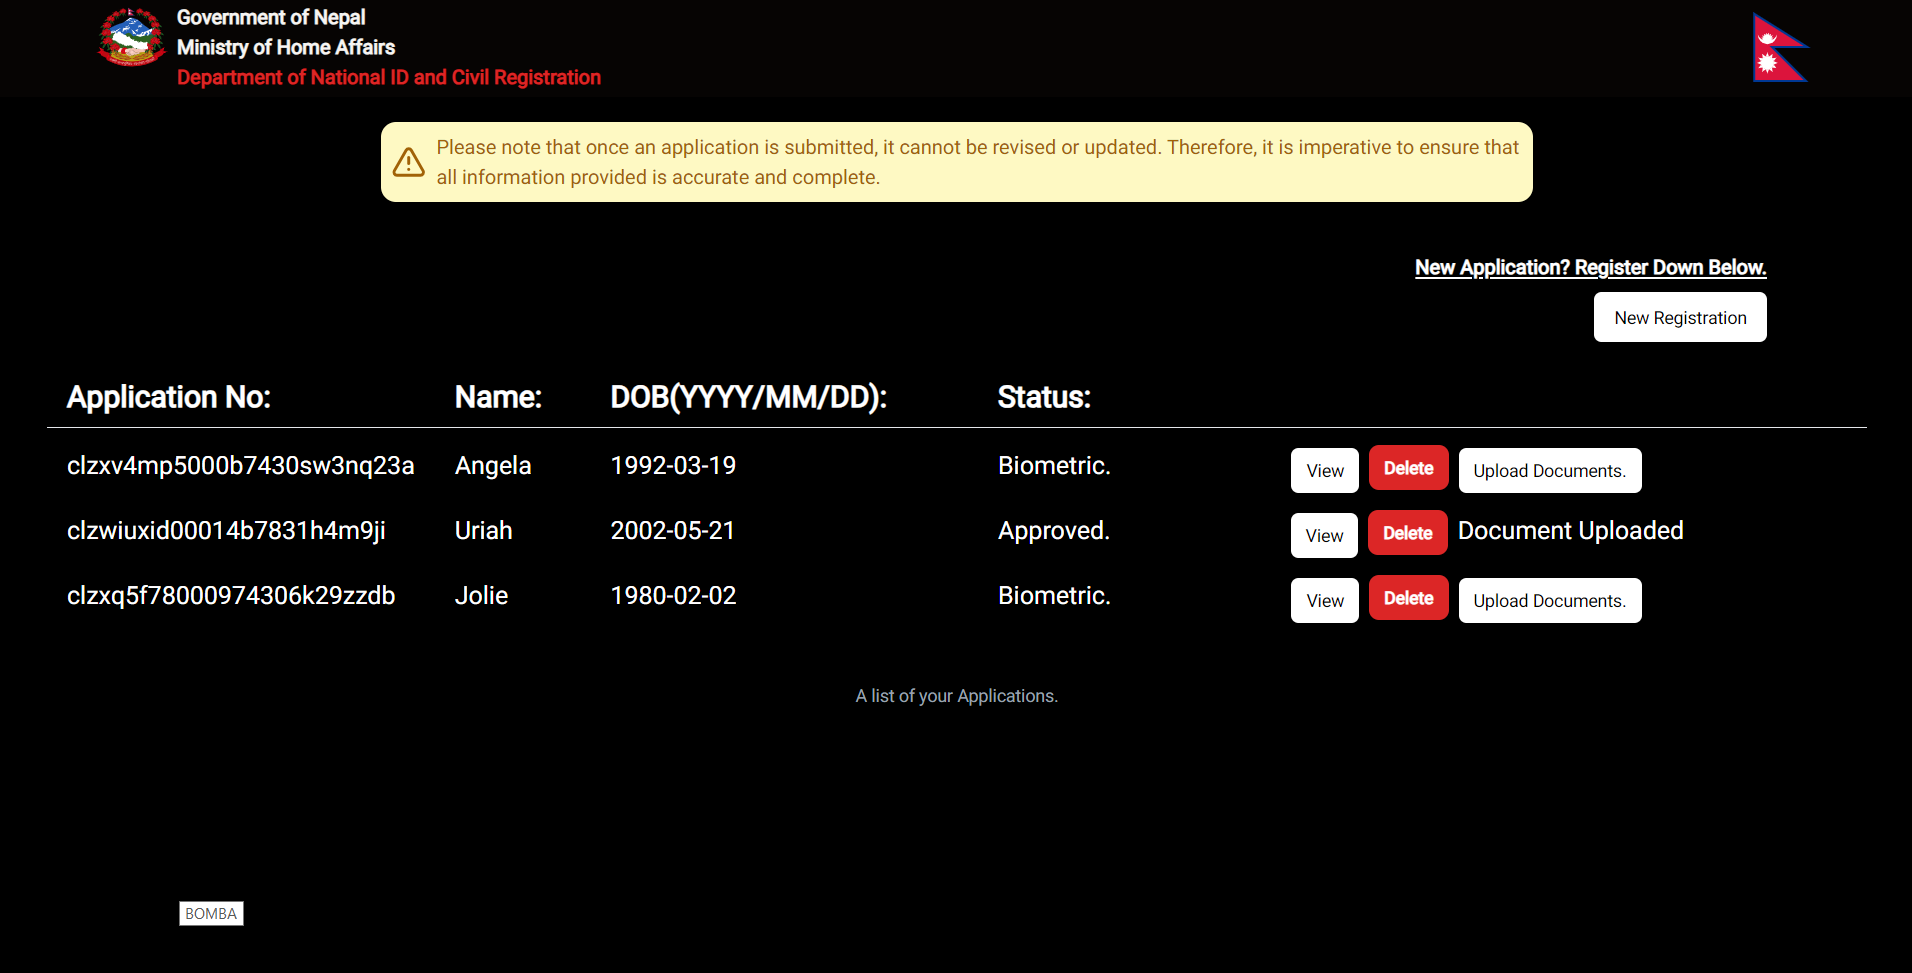 Government of Nepal
Ministry of Home Affairs
Department of National ID and Civil Registration
Please note that once an application is submitted, it cannot be revised or updated. Therefore, it is imperative to ensure that
all information provided is accurate and complete.
New Application? Register Down Below.
New Registration
Application No: Name: DOB(YYYY/MM/DD): Status:
clzxv4mp5000b7430sw3nq23a Angela 1992-03-19 Biometric. View Delete Upload Documents.
clzwiuxid00014b7831h4m9ji Uriah 2002-05-21 Approved. View Delete Document Uploaded
clzxq5f78000974306k29zzdb Jolie 1980-02-02 Biometric. View Delete Upload Documents.
A list of your Applications.
BOMBA